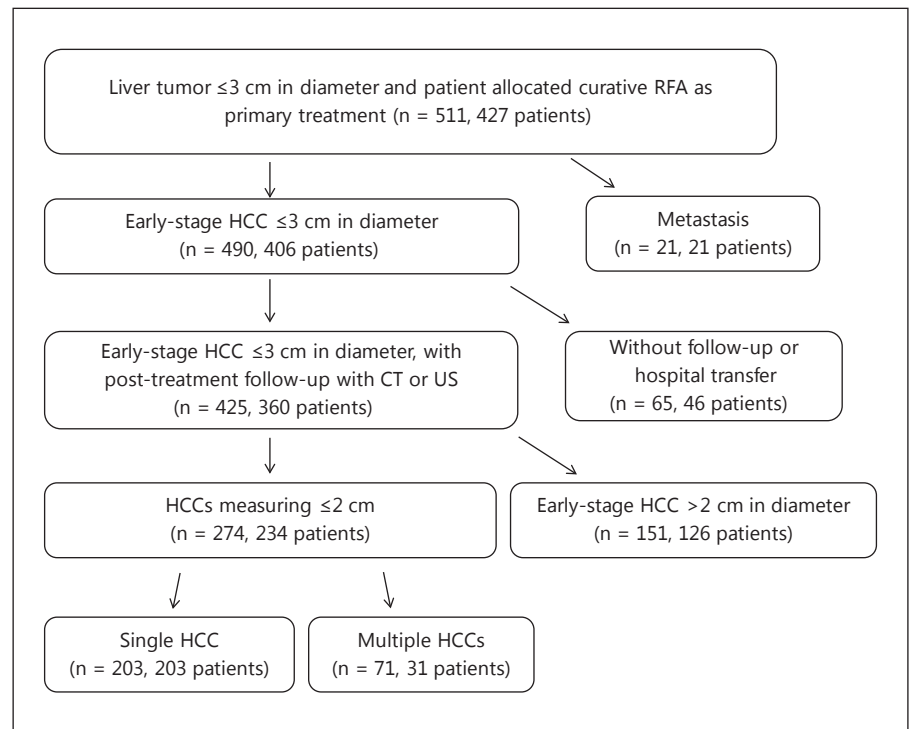 Liver tumor ≤3 cm in diameter and patient allocated curative RFA as
primary treatment (n = 511, 427 patients)
Early-stage HCC ≤3 cm in diameter
(n = 490, 406 patients)
Metastasis
(n = 21, 21 patients)
Early-stage HCC ≤3 cm in diameter, with
post-treatment follow-up with CT or US
(n = 425, 360 patients)
Without follow-up or
hospital transfer
(n = 65, 46 patients)
HCCs measuring ≤2 cm
(n = 274, 234 patients)
Early-stage HCC >2 cm in diameter
(n = 151, 126 patients)
Single HCC
(n = 203, 203 patients)
Multiple HCCs
(n = 71, 31 patients)